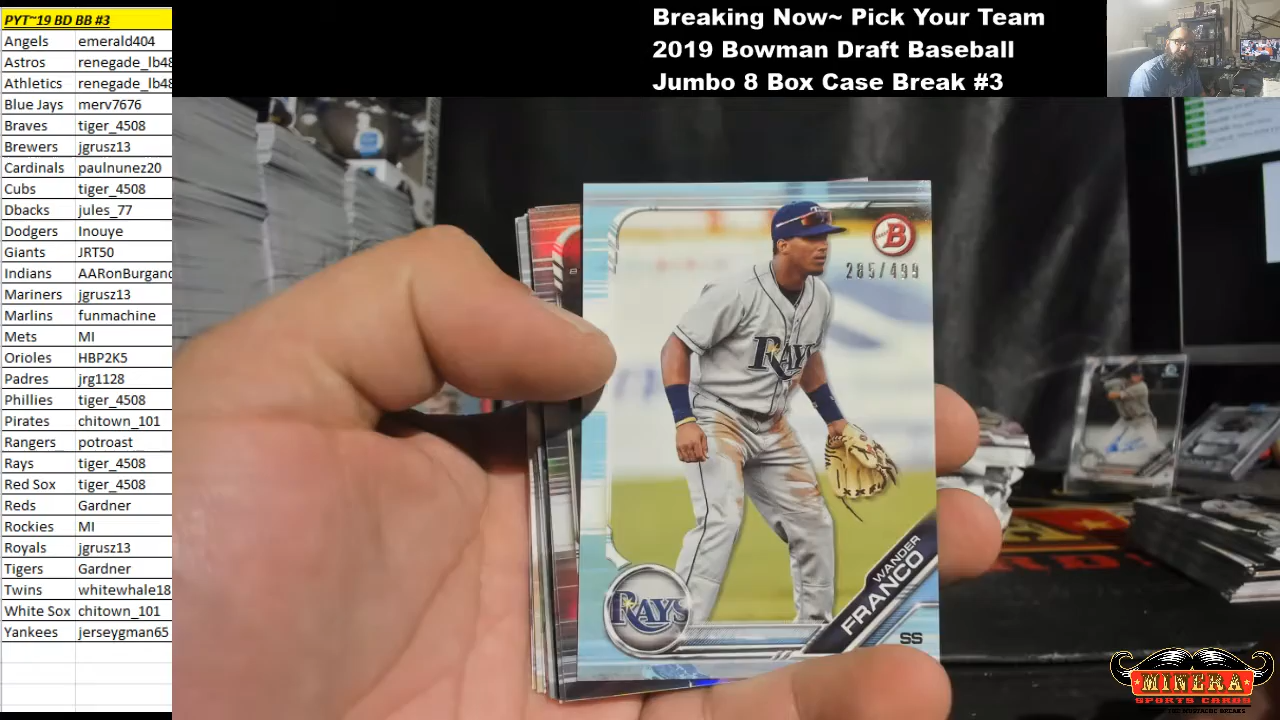 PYT~19 BD BB #3
Angels emerald404
Astros renegade_lb48
Athletics renegade_lb48
Blue Jays merv7676
Braves tiger_4508
Brewers jgrusz13
Cardinals paulnunez20
Cubs tiger_4508
Dbacks jules_77
Dodgers Inouye
Giants JRT50
Indians AARonBurganc
Mariners jgrusz13
Marlins funmachine
Mets MI
Orioles HBP2K5
Padres jrg1128
Phillies tiger_4508
Pirates chitown_101
Rangers potroast
Rays tiger_4508
Red Sox tiger_4508
Reds Gardner
Rockies MI
Royals jgrusz13
Tigers Gardner
Twins whitewhale18
White Sox chitown_101
Yankees jerseygman65
Breaking Now~ Pick Your Team
2019 Bowman Draft Baseball
Jumbo 8 Box Case Break #3
B
285/499
RAYS
RAYS
WANDER
FRANCO
SS
MINERA
SPORTS CARDS